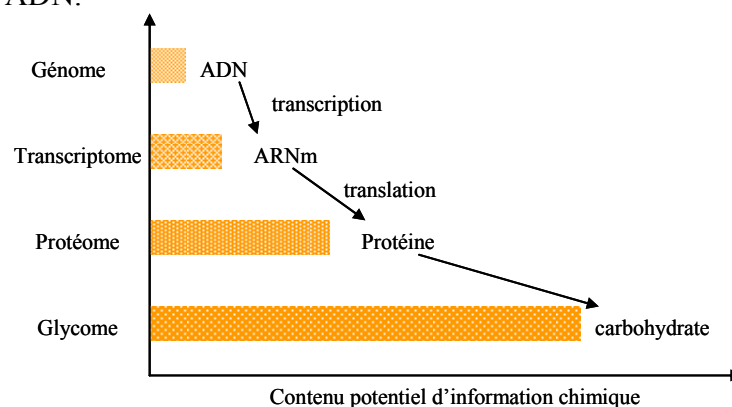 ADN.
Génome ADN
transcription
Transcriptome ARNm
translation
Protéome Protéine
Glycome carbohydrate
Contenu potentiel d'information chimique